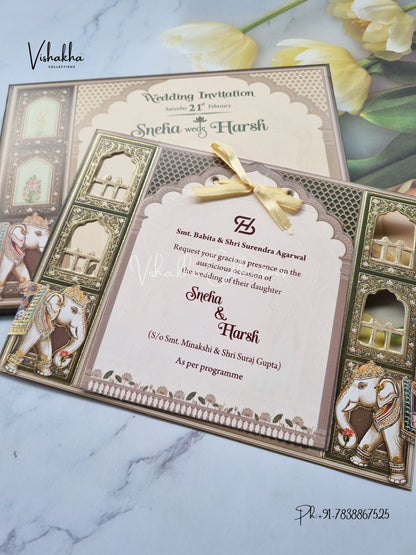 Vishakha
COLLECTIONS
Wedding Invitation
Saturday 21st February
Sneha weds Harsh
Smt. Babita & Shri Surendra Agarwal
Request your gracious presence on the
auspicious occasion of
the wedding of their daughter
Vishakha
Sneha
&
Harsh
(S/o Smt. Minakshi & Shri Suraj Gupta)
As per programme
Ph +91-7838867525